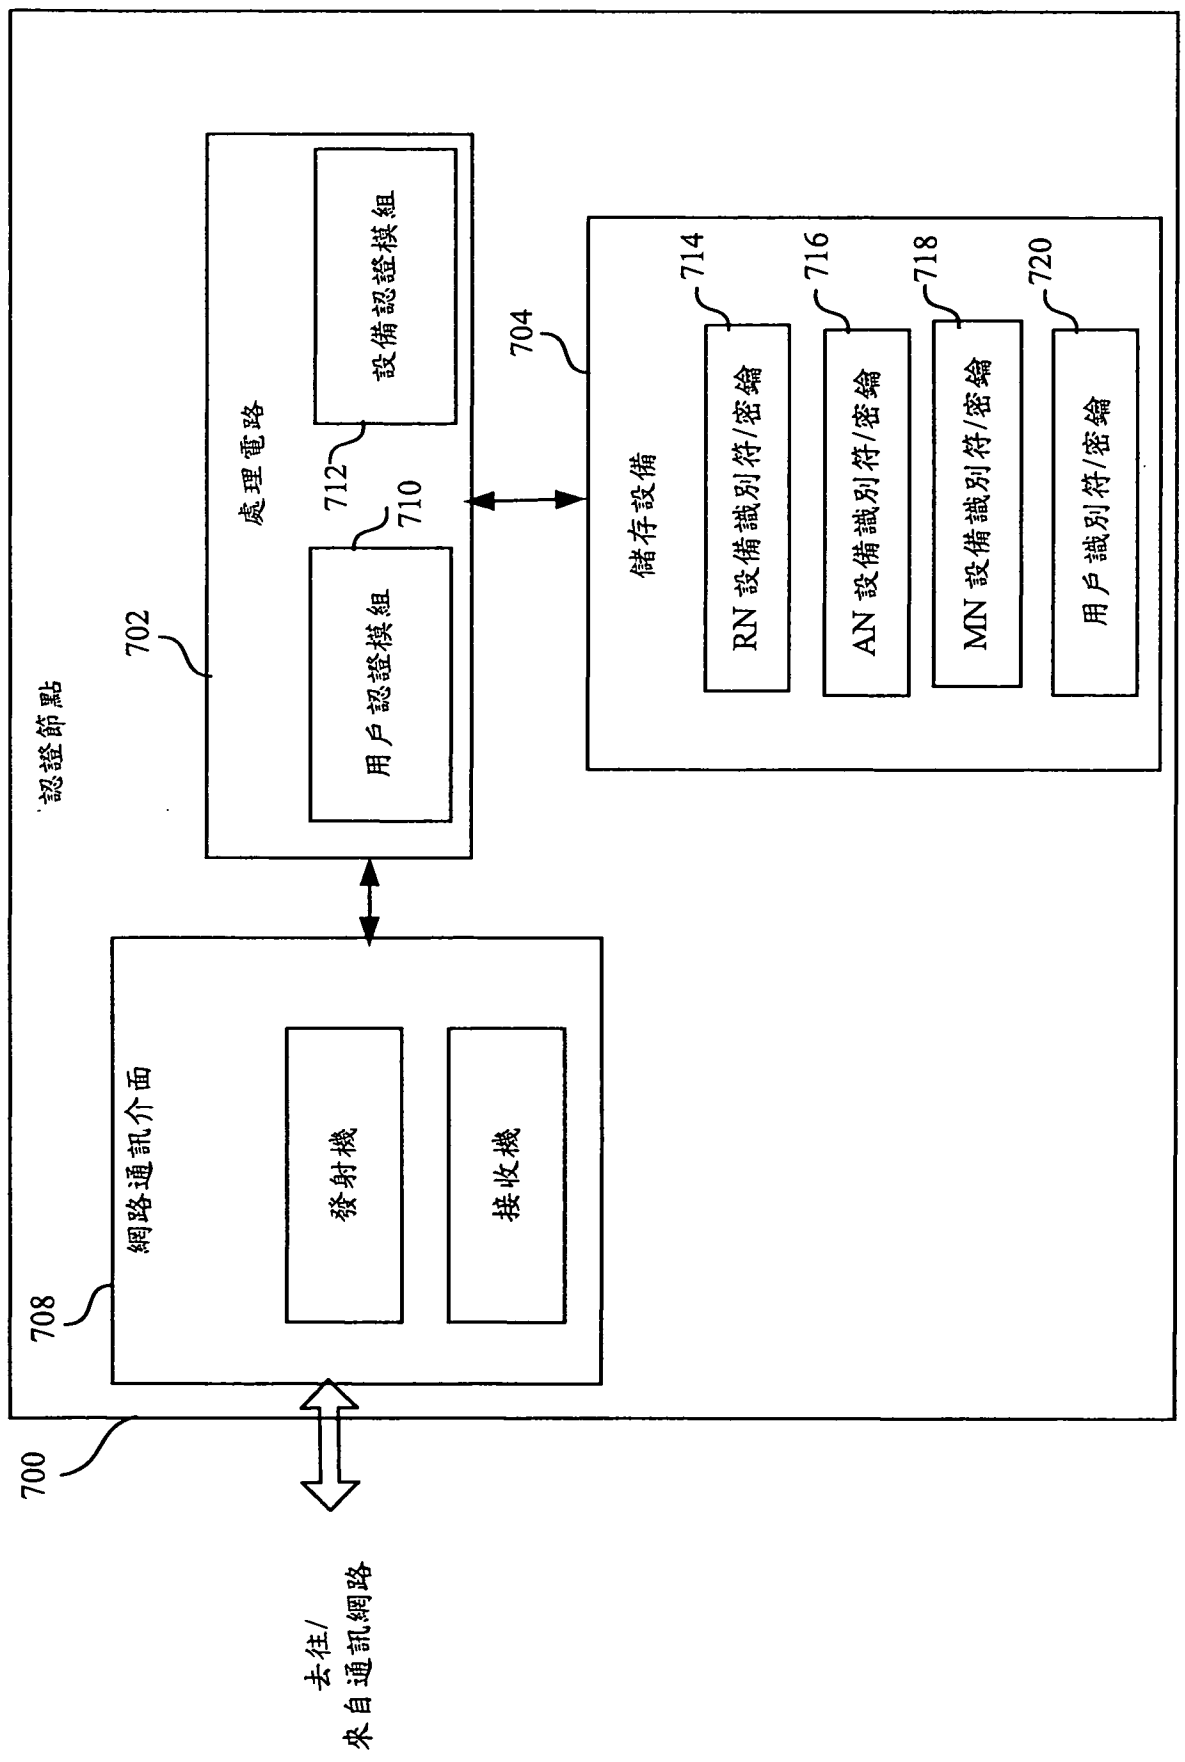 認證節點
700
708
網路通訊介面
發射機
接收機
去往/
來自通訊網路
702
處理電路
用戶認證模組
710
設備認證模組
712
704
儲存設備
RN 設備識別符/密鑰
714
AN 設備識別符/密鑰
716
MN 設備識別符/密鑰
718
用戶識別符/密鑰
720